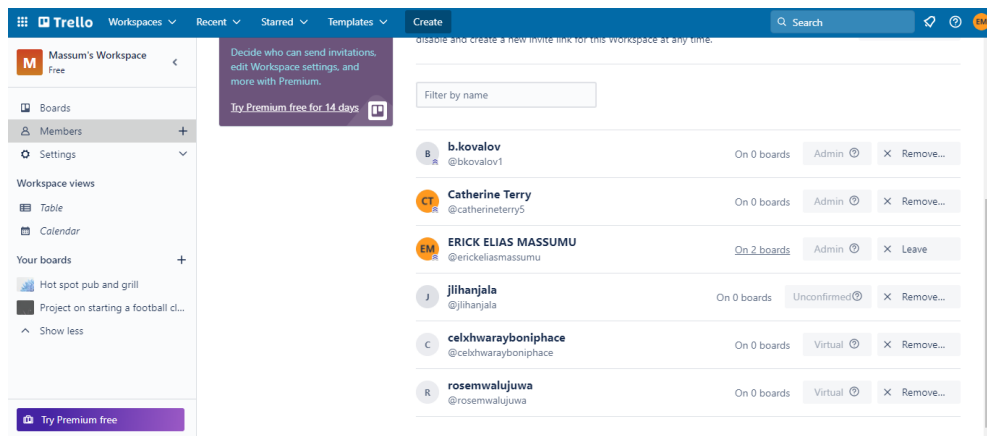 Trello Workspaces Recent Starred Templates Create Search EM
M Massum's Workspace
Free
Boards
Members +
Settings
Workspace views
Table
Calendar
Your boards +
Hot spot pub and grill
Project on starting a football cl...
Show less
Try Premium free
Decide who can send invitations,
edit Workspace settings, and
more with Premium.
Try Premium free for 14 days
disable and create a new invite link for this Workspace at any time.
Filter by name
B b.kovalov
@bkovalov1
On 0 boards Admin Remove...
CT Catherine Terry
@catherineterry5
On 0 boards Admin Remove...
EM ERICK ELIAS MASSUMU
@erickeliasmassumu
On 2 boards Admin Leave
J jlihanjala
@jlihanjala
On 0 boards Unconfirmed Remove...
C celxhwarayboniphace
@celxhwarayboniphace
On 0 boards Virtual Remove...
R rosemwalujuwa
@rosemwalujuwa
On 0 boards Virtual Remove...